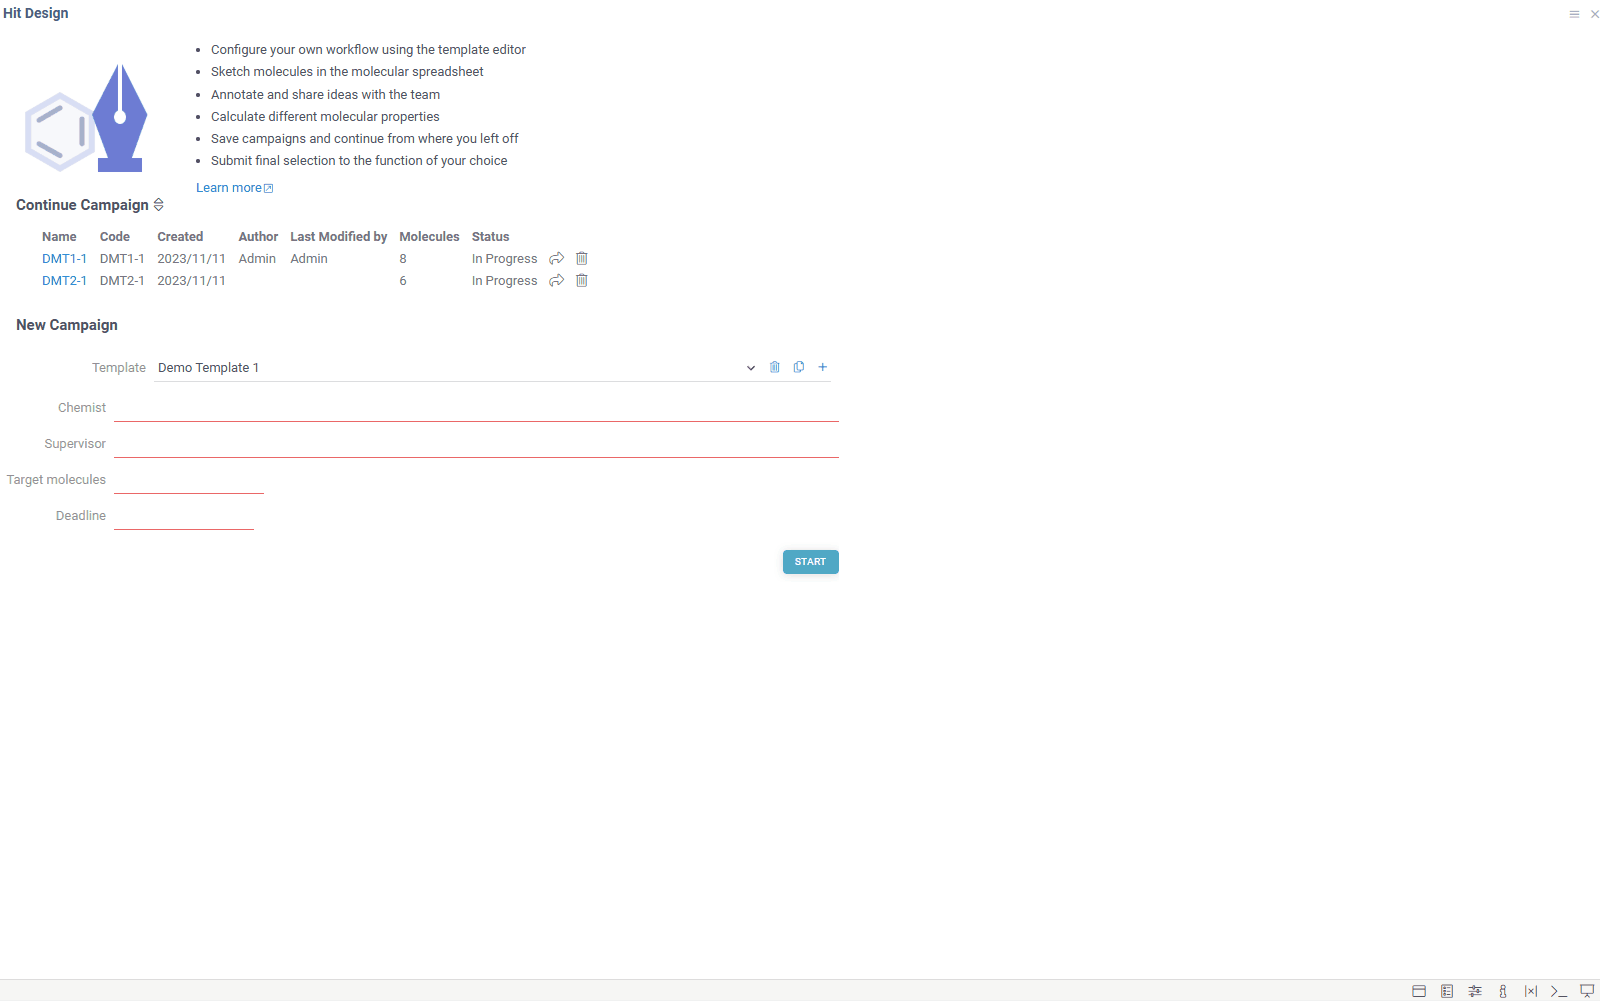 Hit Design
Configure your own workflow using the template editor
Sketch molecules in the molecular spreadsheet
Annotate and share ideas with the team
Calculate different molecular properties
Save campaigns and continue from where you left off
Submit final selection to the function of your choice
Learn more
Continue Campaign
Name Code Created Author Last Modified by Molecules Status
DMT1-1 DMT1-1 2023/11/11 Admin Admin 8 In Progress
DMT2-1 DMT2-1 2023/11/11 6 In Progress
New Campaign
Template Demo Template 1
Chemist
Supervisor
Target molecules
Deadline
START